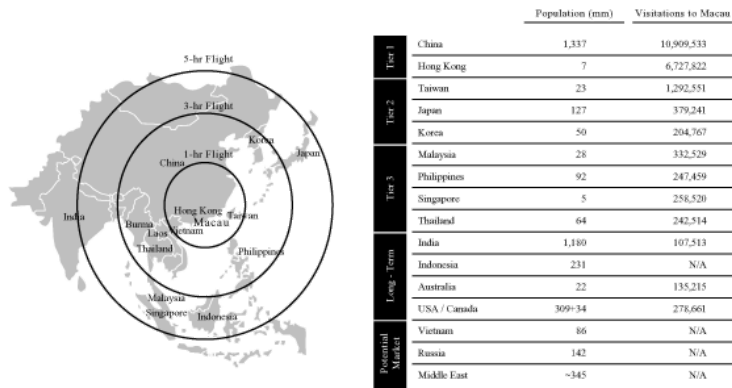 5-hr Flight
3-hr Flight
Korea
Japan
1-hr Flight
China
India
Hong Kong
Taiwan
Macau
Burma
Laos
Vietnam
Thailand
Philippines
Malaysia
Singapore
Indonesia
Population (mm) Visitations to Macau
Tier 1
China 1,337 10,909,533
Hong Kong 7 6,727,822
Tier 2
Taiwan 23 1,292,551
Japan 127 379,241
Korea 50 204,767
Tier 3
Malaysia 28 332,529
Philippines 92 247,459
Singapore 5 258,520
Thailand 64 242,514
Long - Term
India 1,180 107,513
Indonesia 231 N/A
Australia 22 135,215
USA / Canada 309+34 278,661
Potential Market
Vietnam 86 N/A
Russia 142 N/A
Middle East ~345 N/A